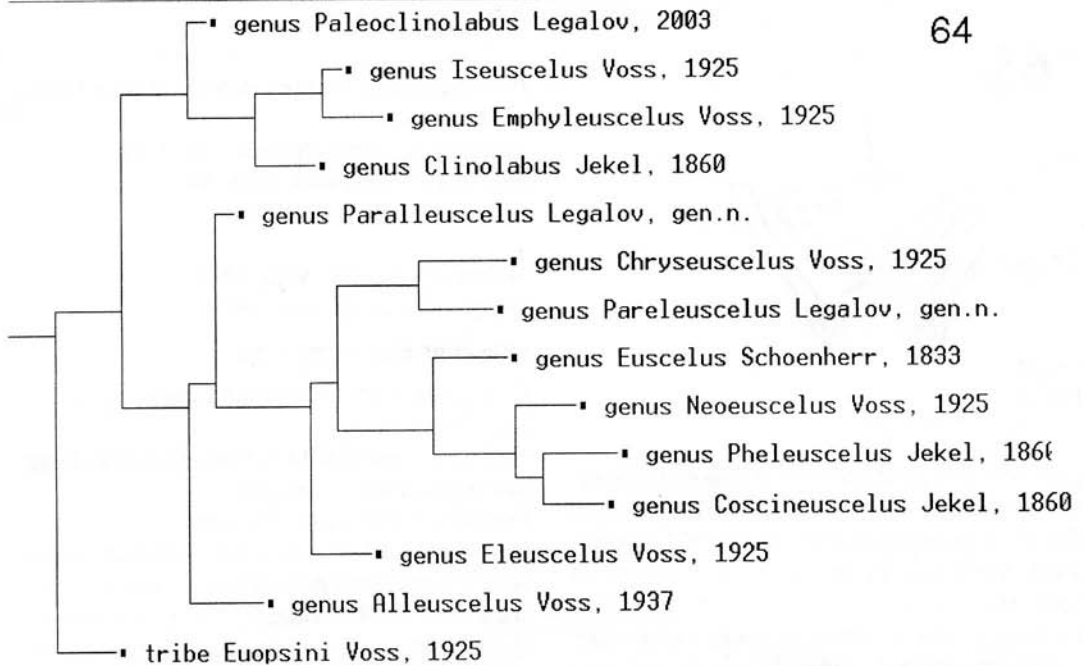 64
genus Paleoclinolabus Legalov, 2003
genus Iseuscelus Voss, 1925
genus Emphyleuscelus Voss, 1925
genus Clinolabus Jekel, 1860
genus Paralleuscelus Legalov, gen.n.
genus Chryseuscelus Voss, 1925
genus Pareleuscelus Legalov, gen.n.
genus Euscelus Schoenherr, 1833
genus Neoeuscelus Voss, 1925
genus Pheleuscelus Jekel, 1860
genus Coscineuscelus Jekel, 1860
genus Eleuscelus Voss, 1925
genus Alleuscelus Voss, 1937
tribe Euopsini Voss, 1925